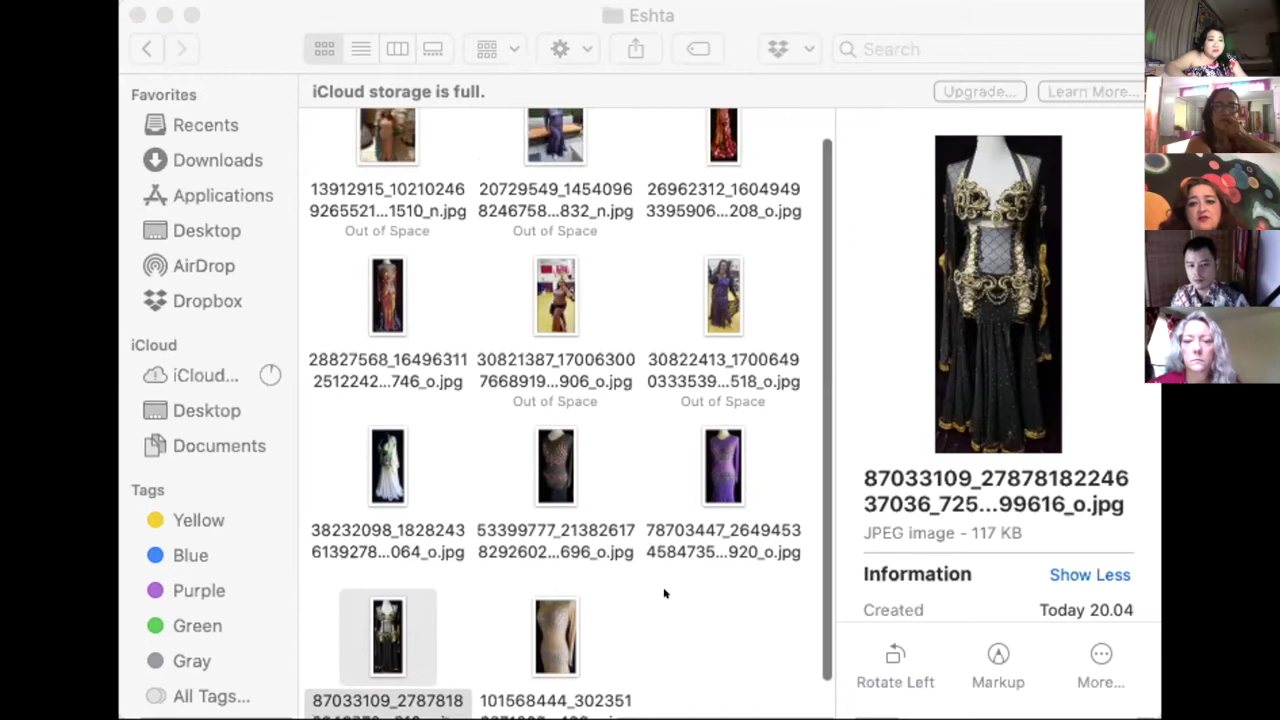 Eshta
Search
iCloud storage is full.
Upgrade...
Learn More...
Favorites
Recents
Downloads
Applications
Desktop
AirDrop
Dropbox
iCloud
iCloud...
Desktop
Documents
Tags
Yellow
Blue
Purple
Green
Gray
All Tags...
13912915_10210246
9265521...1510_n.jpg
Out of Space
20729549_1454096
8246758...832_n.jpg
Out of Space
26962312_1604949
3395906...208_o.jpg
28827568_16496311
2512242...746_o.jpg
30821387_17006300
7668919...906_o.jpg
Out of Space
30822413_1700649
0333539...518_o.jpg
Out of Space
38232098_1828243
6139278...064_o.jpg
53399777_21382617
8292602...696_o.jpg
78703447_2649453
4584735...920_o.jpg
87033109_2787818
101568444_302351
87033109_27878182246
37036_725...99616_o.jpg
JPEG image - 117 KB
Information
Show Less
Created
Today 20.04
Rotate Left
Markup
More...